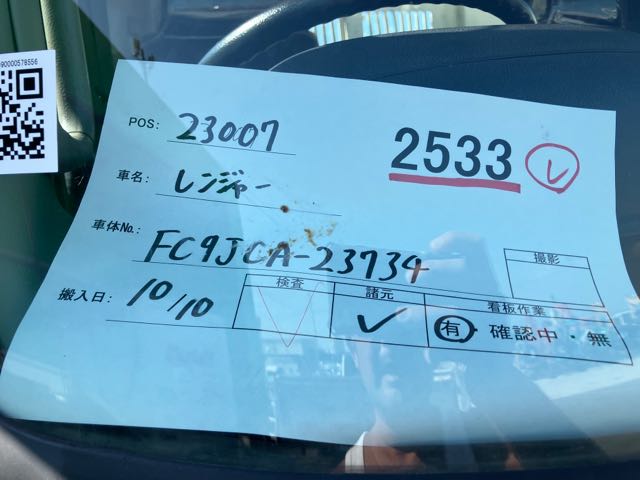 90000578556
POS: 23007
2533 レ
車名: レンジャー
車体No.: FC9JCA-23734
撮影
搬入日: 10/10
検査 諸元 看板作業
✓ 有・確認中・無